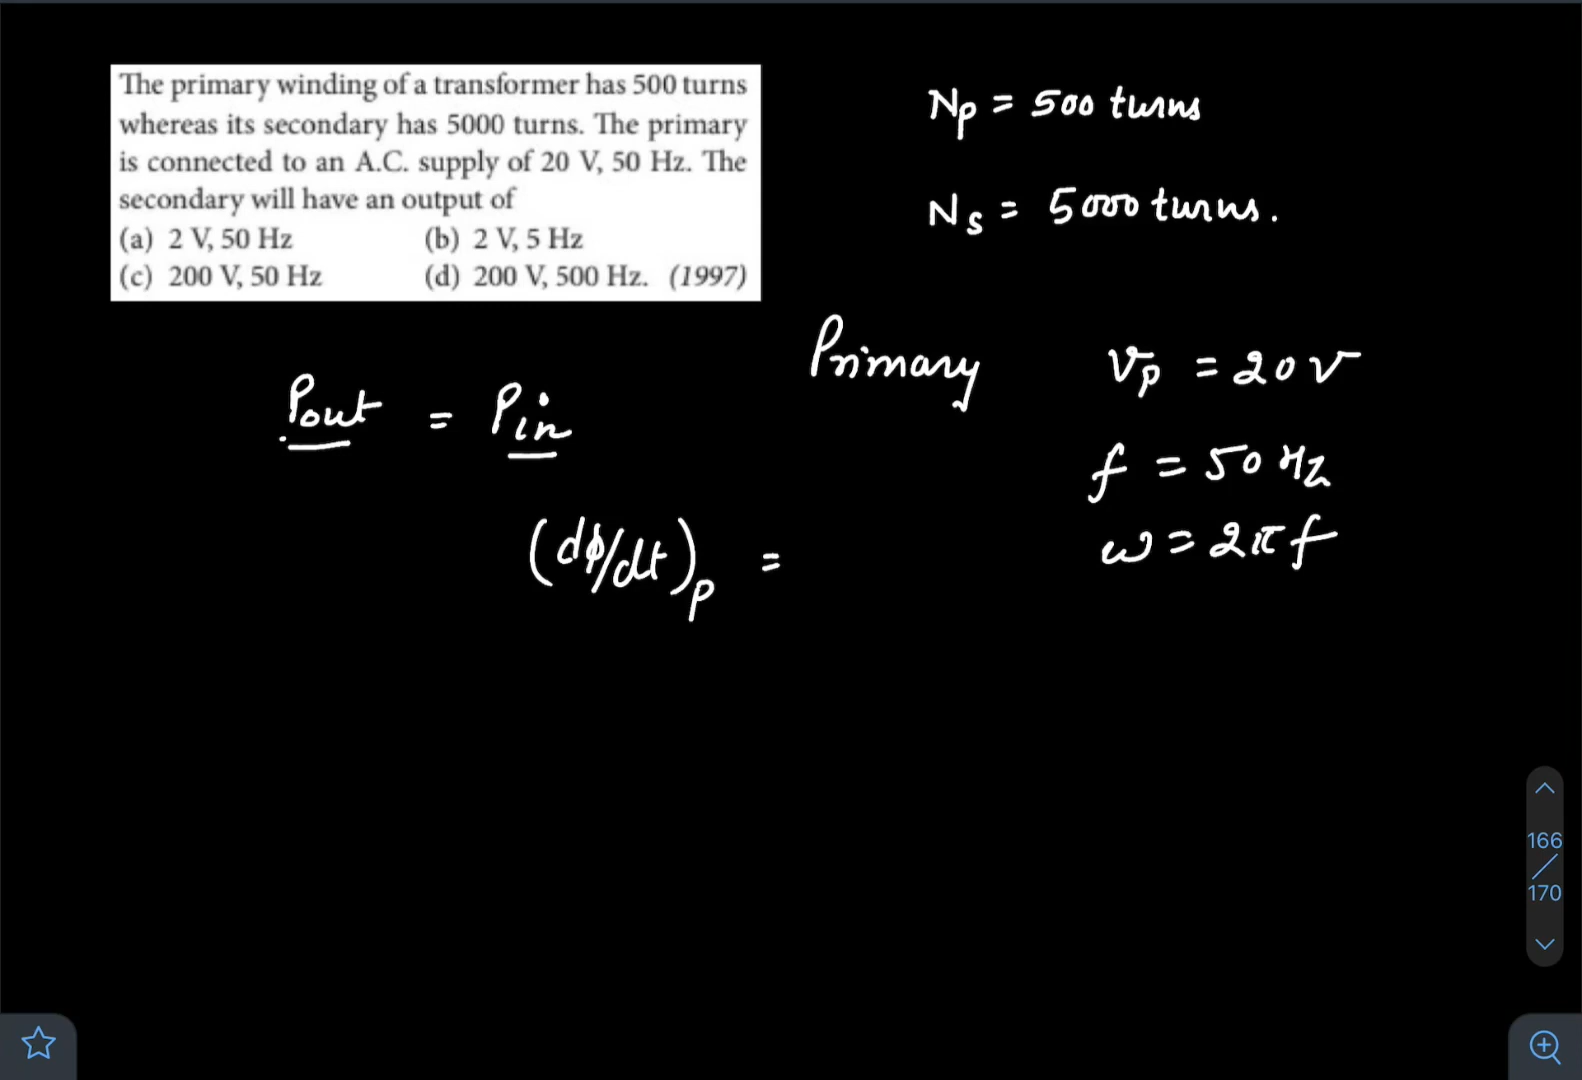 The primary winding of a transformer has 500 turns
whereas its secondary has 5000 turns. The primary
is connected to an A.C. supply of 20 V, 50 Hz. The
secondary will have an output of
(a) 2 V, 50 Hz (b) 2 V, 5 Hz
(c) 200 V, 50 Hz (d) 200 V, 500 Hz. (1997)
Np = 500 turns
Ns = 5000 turns.
Primary Vp = 20 V
Pout = Pin
f = 50 Hz
(dϕ/dt)p =
ω = 2πf
166
/
170